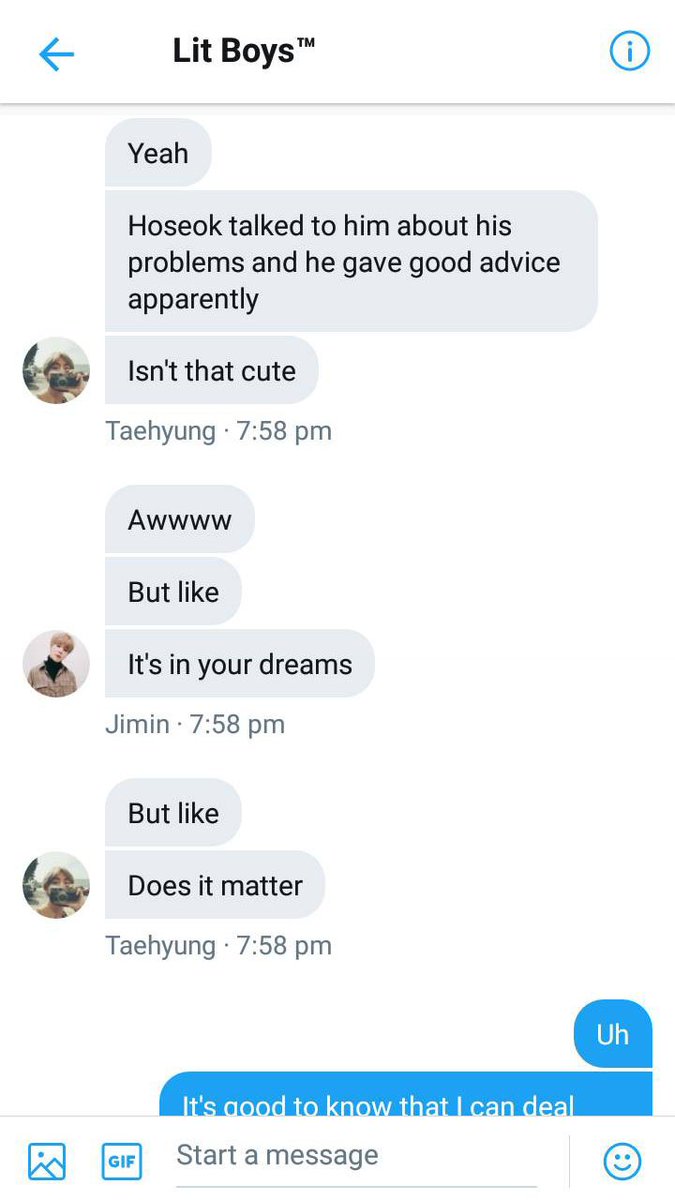 Lit Boys™
Yeah
Hoseok talked to him about his
problems and he gave good advice
apparently
Isn't that cute
Taehyung · 7:58 pm
Awwww
But like
It's in your dreams
Jimin · 7:58 pm
But like
Does it matter
Taehyung · 7:58 pm
Uh
It's good to know that I can deal
GIF
Start a message